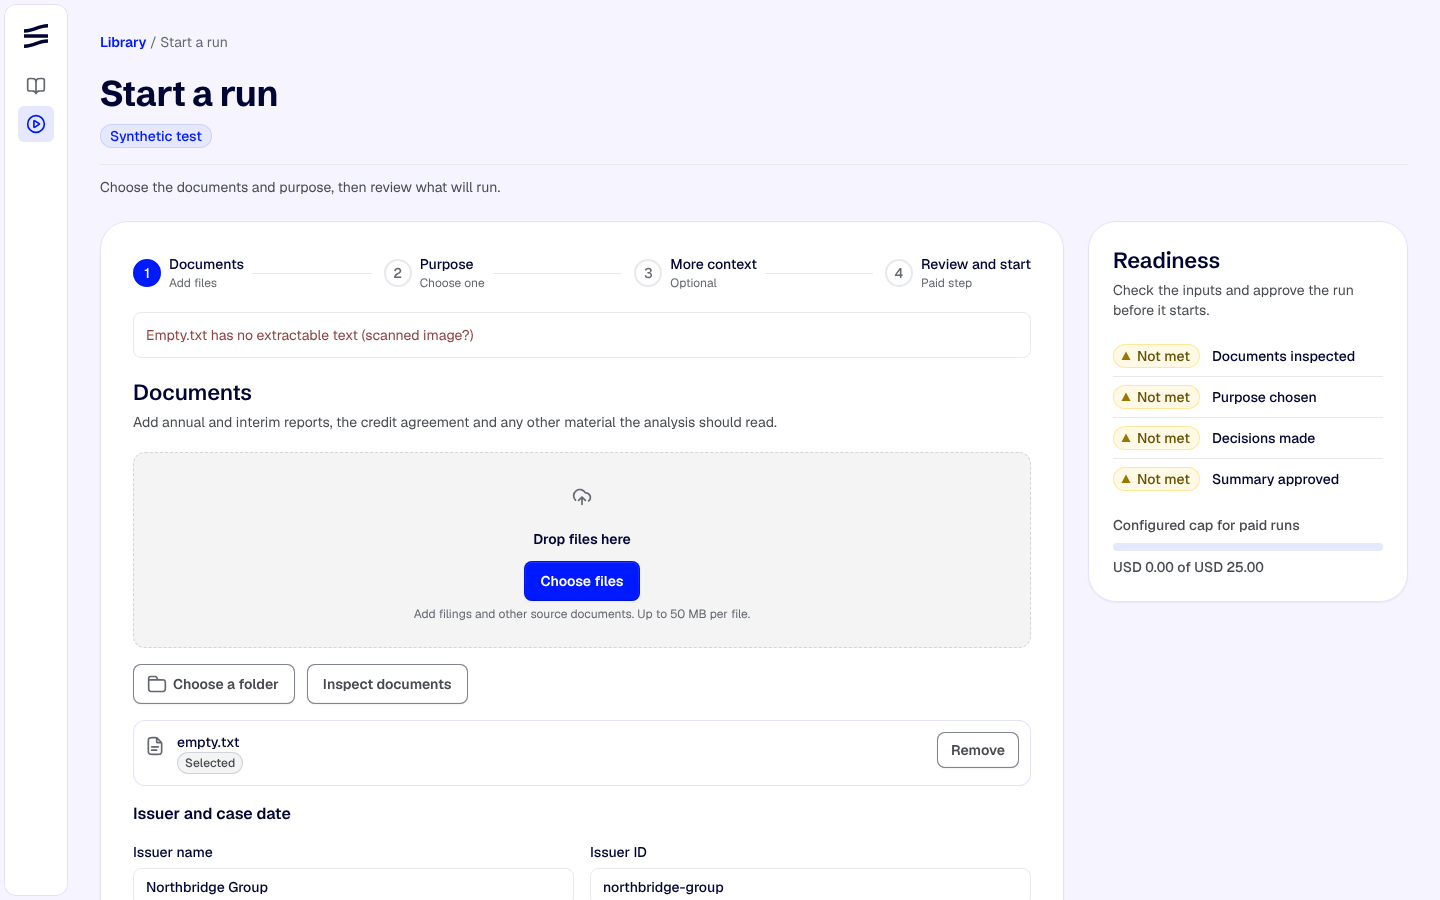 Library / Start a run
Start a run
Synthetic test
Choose the documents and purpose, then review what will run.
1 Documents
Add files
2 Purpose
Choose one
3 More context
Optional
4 Review and start
Paid step
Empty.txt has no extractable text (scanned image?)
Documents
Add annual and interim reports, the credit agreement and any other material the analysis should read.
Drop files here
Choose files
Add filings and other source documents. Up to 50 MB per file.
Choose a folder
Inspect documents
empty.txt
Selected
Remove
Issuer and case date
Issuer name
Northbridge Group
Issuer ID
northbridge-group
Readiness
Check the inputs and approve the run
before it starts.
Not met Documents inspected
Not met Purpose chosen
Not met Decisions made
Not met Summary approved
Configured cap for paid runs
USD 0.00 of USD 25.00